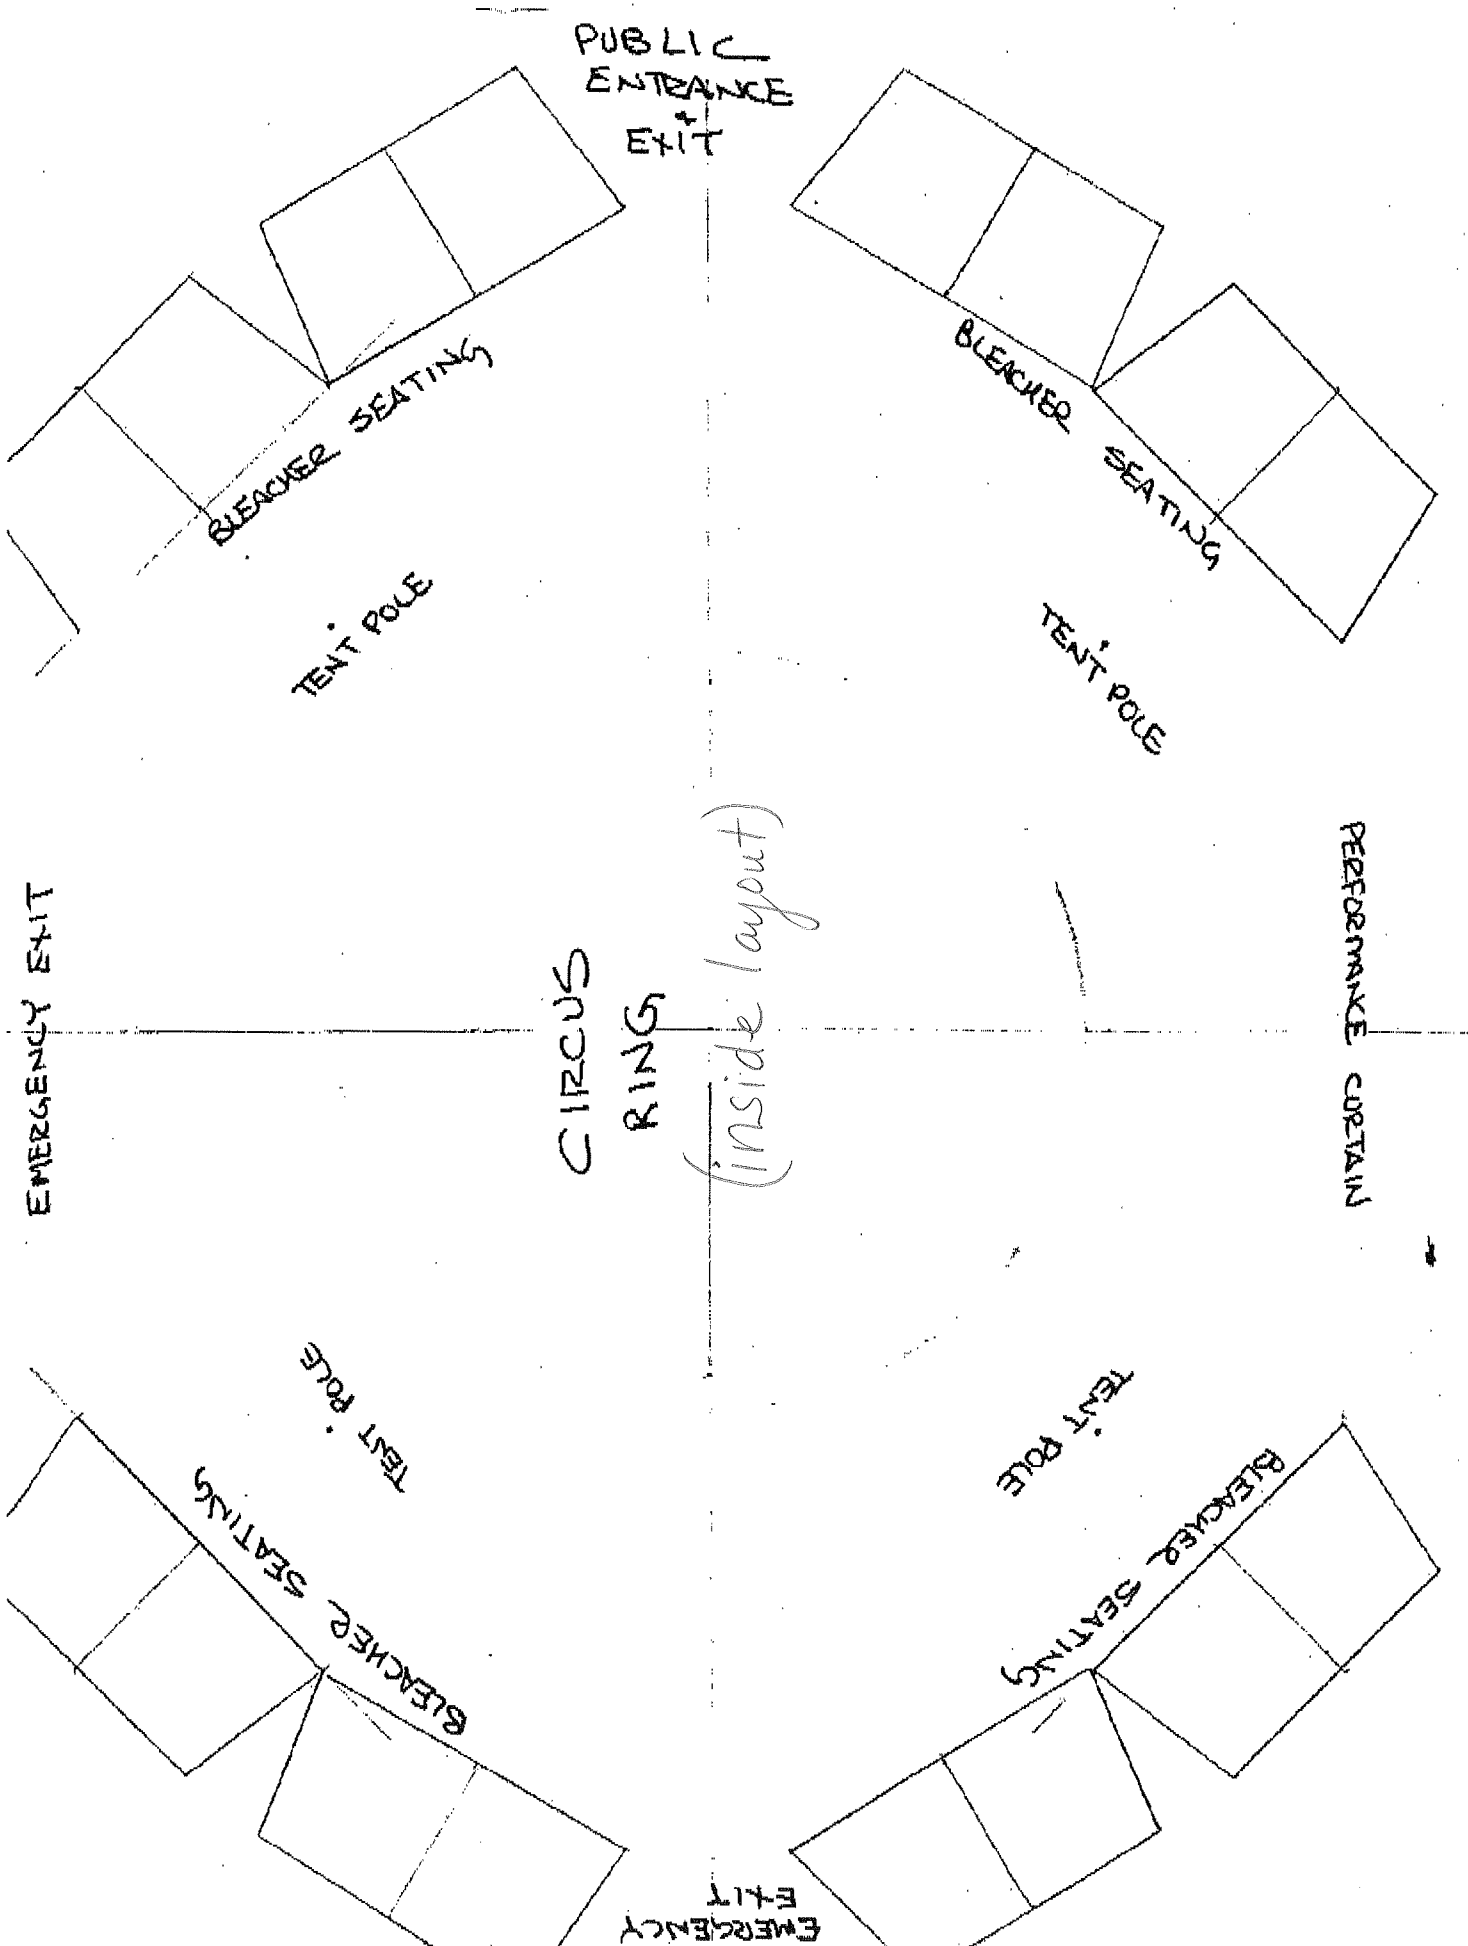 PUBLIC
ENTRANCE
+
EXIT
BLEACHER SEATING
BLEACHER SEATING
TENT POLE
TENT POLE
EMERGENCY EXIT
CIRCUS
RING
(inside layout)
PERFORMANCE CURTAIN
TENT POLE
TENT POLE
BLEACHER SEATING
BLEACHER SEATING
EMERGENCY
EXIT